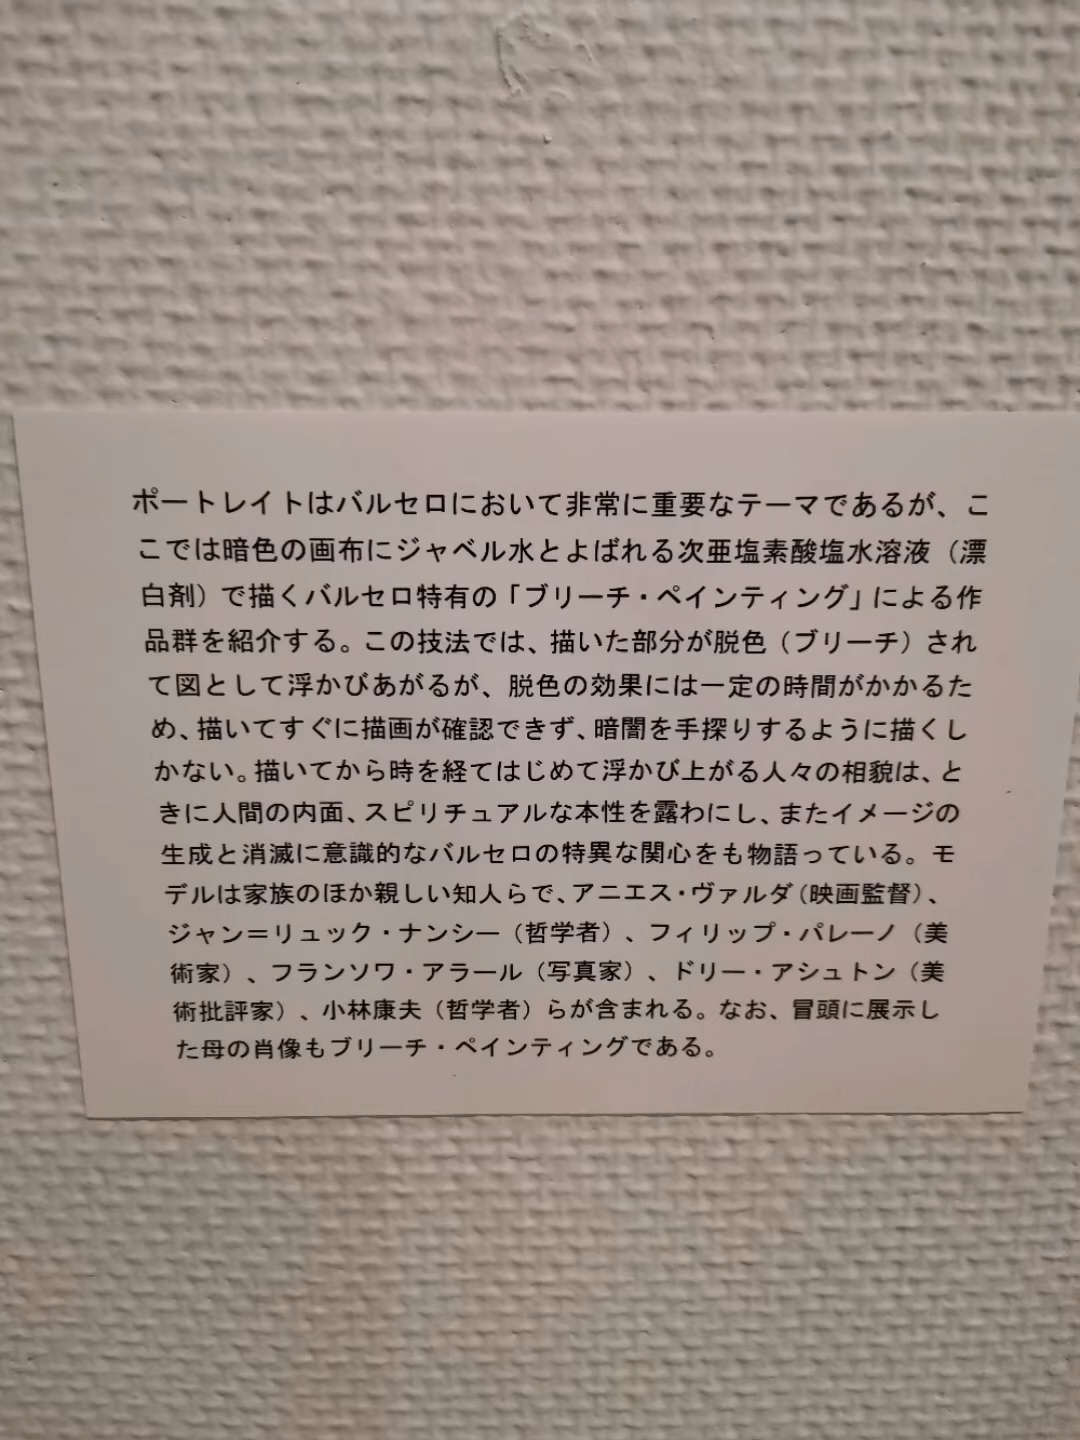 ポートレイトはバルセロにおいて非常に重要なテーマであるが、こ
こでは暗色の画布にジャベル水とよばれる次亜塩素酸塩水溶液（漂
白剤）で描くバルセロ特有の「ブリーチ・ペインティング」による作
品群を紹介する。この技法では、描いた部分が脱色（ブリーチ）され
て図として浮かびあがるが、脱色の効果には一定の時間がかかるた
め、描いてすぐに描画が確認できず、暗闇を手探りするように描くし
かない。描いてから時を経てはじめて浮かび上がる人々の相貌は、と
きに人間の内面、スピリチュアルな本性を露わにし、またイメージの
生成と消滅に意識的なバルセロの特異な関心をも物語っている。モ
デルは家族のほか親しい知人らで、アニエス・ヴァルダ（映画監督）、
ジャン＝リュック・ナンシー（哲学者）、フィリップ・パレーノ（美
術家）、フランソワ・アラール（写真家）、ドリー・アシュトン（美
術批評家）、小林康夫（哲学者）らが含まれる。なお、冒頭に展示し
た母の肖像もブリーチ・ペインティングである。